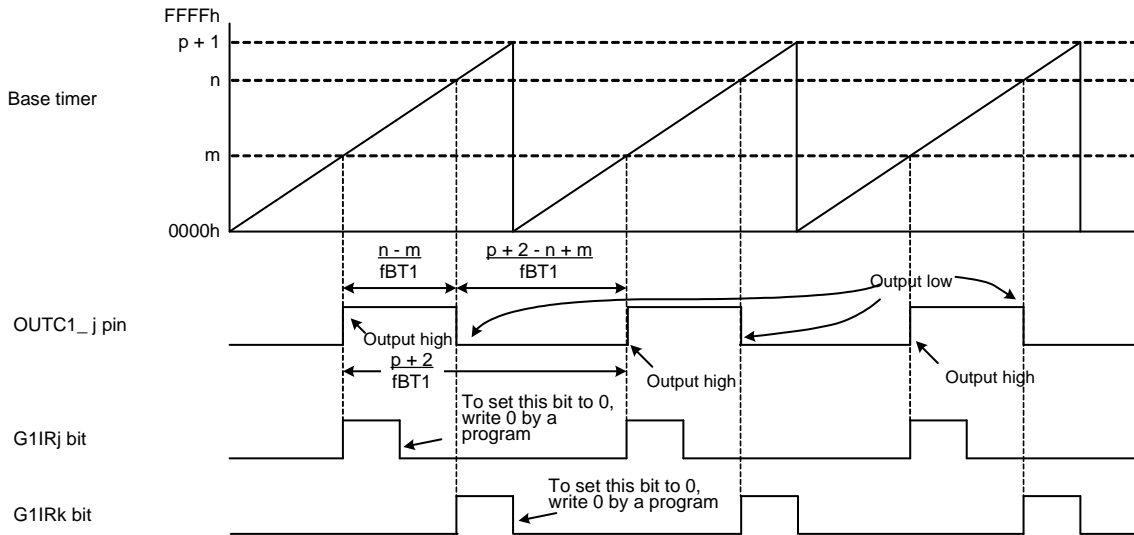 FFFFh
p + 1
n
Base timer
m
0000h
n - m
fBT1
p + 2 - n + m
fBT1
Output low
OUTC1_ j pin
Output high
p + 2
fBT1
Output high
Output high
To set this bit to 0,
write 0 by a
program
G1IRj bit
To set this bit to 0,
write 0 by a program
G1IRk bit